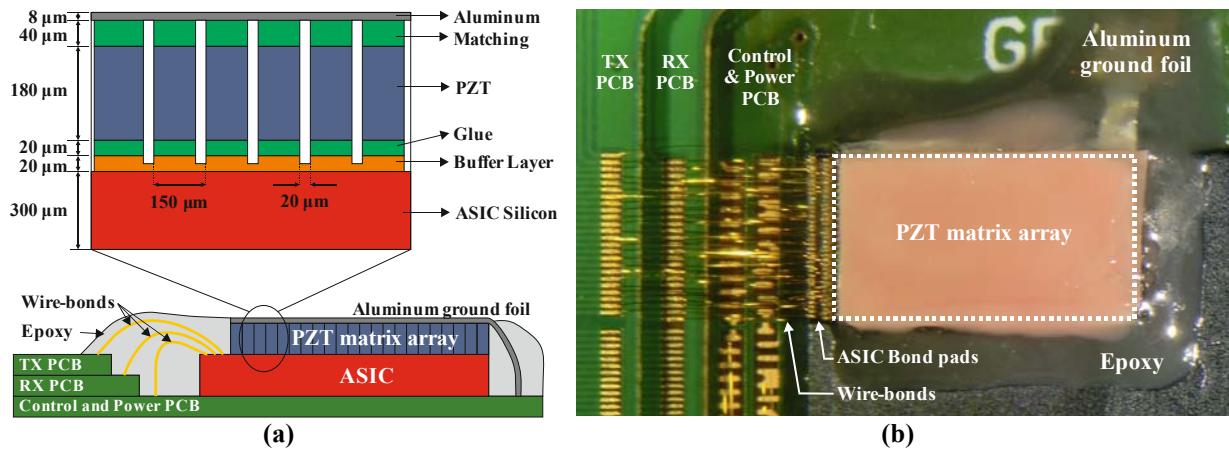 8 µm
40 µm
180 µm
20 µm
20 µm
300 µm
Aluminum
Matching
PZT
Glue
Buffer Layer
ASIC Silicon
150 µm
20 µm
Wire-bonds
Epoxy
Aluminum ground foil
PZT matrix array
ASIC
TX PCB
RX PCB
Control and Power PCB
(a)
TX
PCB
RX
PCB
Control
& Power
PCB
Aluminum
ground foil
PZT matrix array
ASIC Bond pads
Wire-bonds
Epoxy
(b)